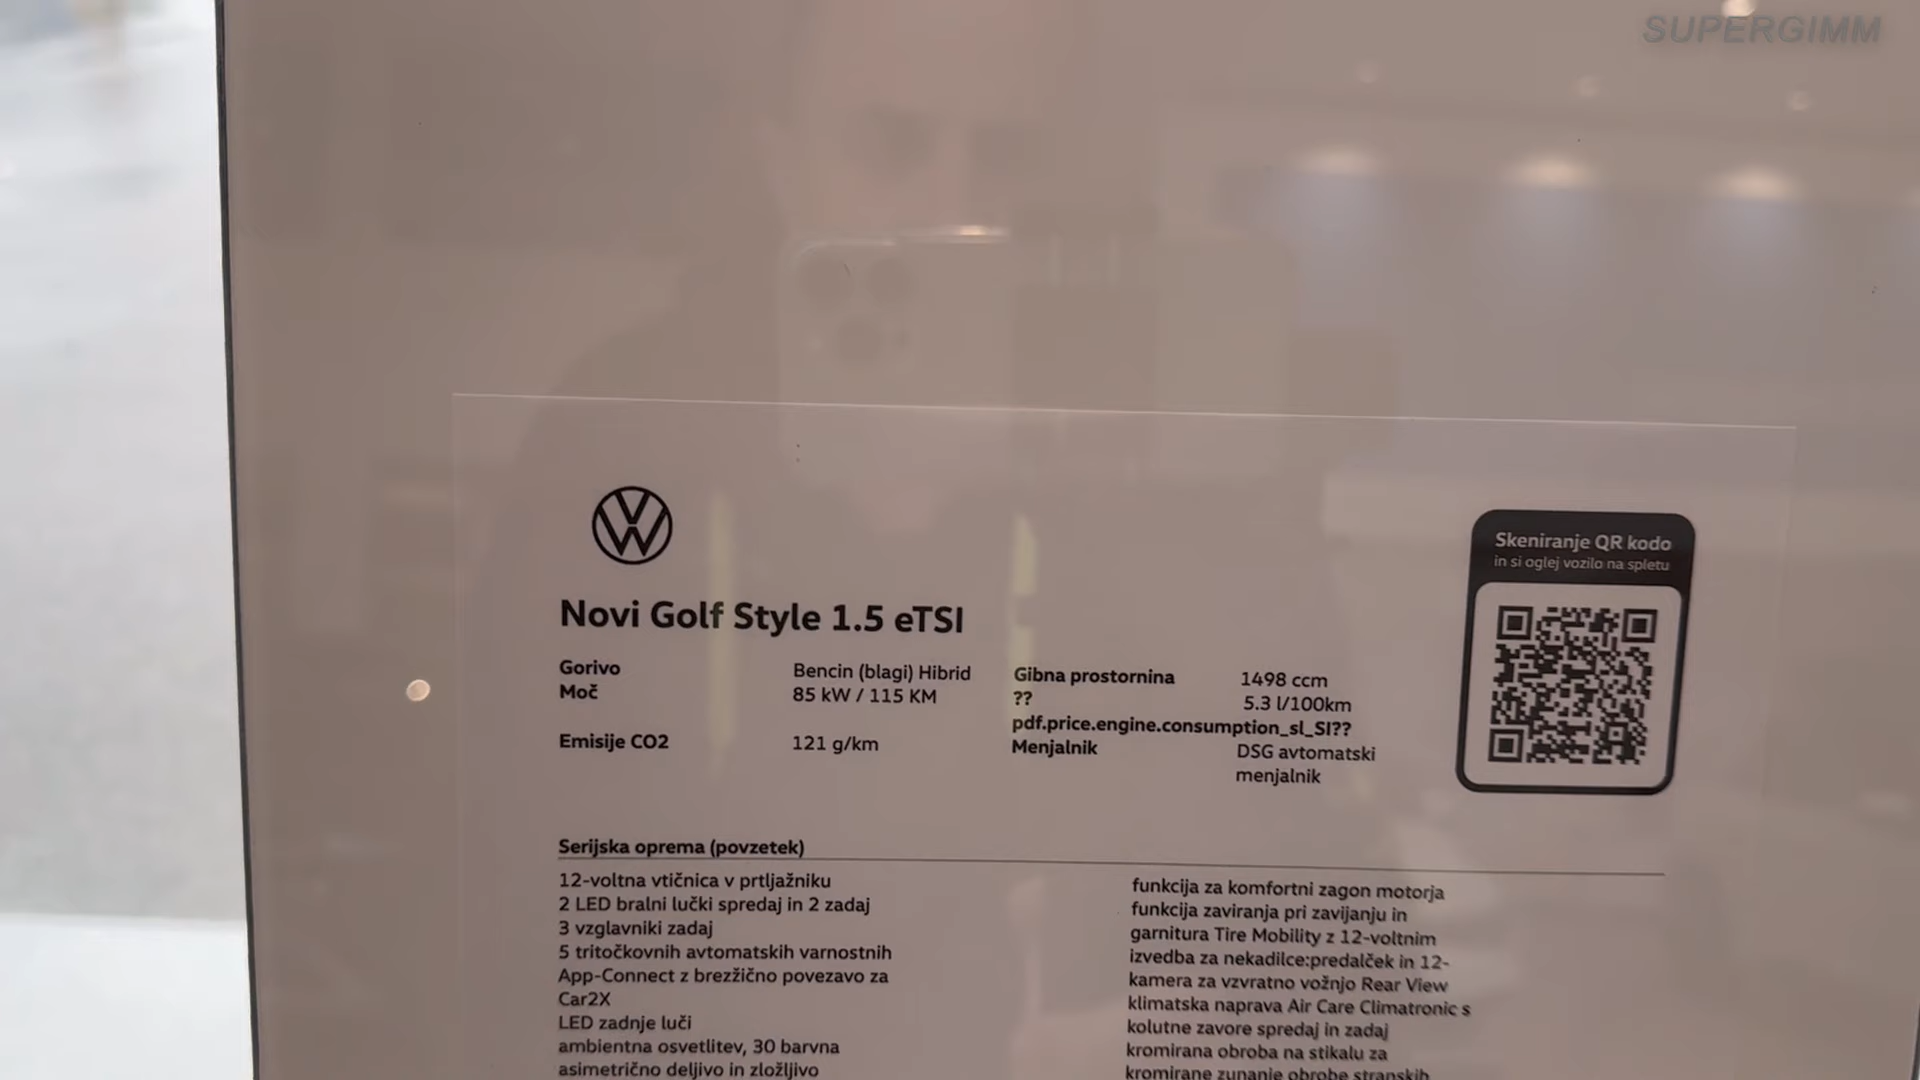 SUPERGIMM
Skeniranje QR kodo
in si oglej vozilo na spletu
Novi Golf Style 1.5 eTSI
Gorivo Bencin (blagi) Hibrid
Moč 85 kW / 115 KM
Emisije CO2 121 g/km
Gibna prostornina 1498 ccm
?? 5.3 l/100km
pdf.price.engine.consumption_sl_SI??
Menjalnik DSG avtomatski
menjalnik
Serijska oprema (povzetek)
12-voltna vtičnica v prtljažniku
2 LED bralni lučki spredaj in 2 zadaj
3 vzglavniki zadaj
5 tritočkovnih avtomatskih varnostnih
App-Connect z brezžično povezavo za
Car2X
LED zadnje luči
ambientna osvetlitev, 30 barvna
asimetrično deljivo in zložljivo
funkcija za komfortni zagon motorja
funkcija zaviranja pri zavijanju in
garnitura Tire Mobility z 12-voltnim
izvedba za nekadilce:predalček in 12-
kamera za vzvratno vožnjo Rear View
klimatska naprava Air Care Climatronic s
kolutne zavore spredaj in zadaj
kromirana obroba na stikalu za
kromirane zunanje obrobe stranskih